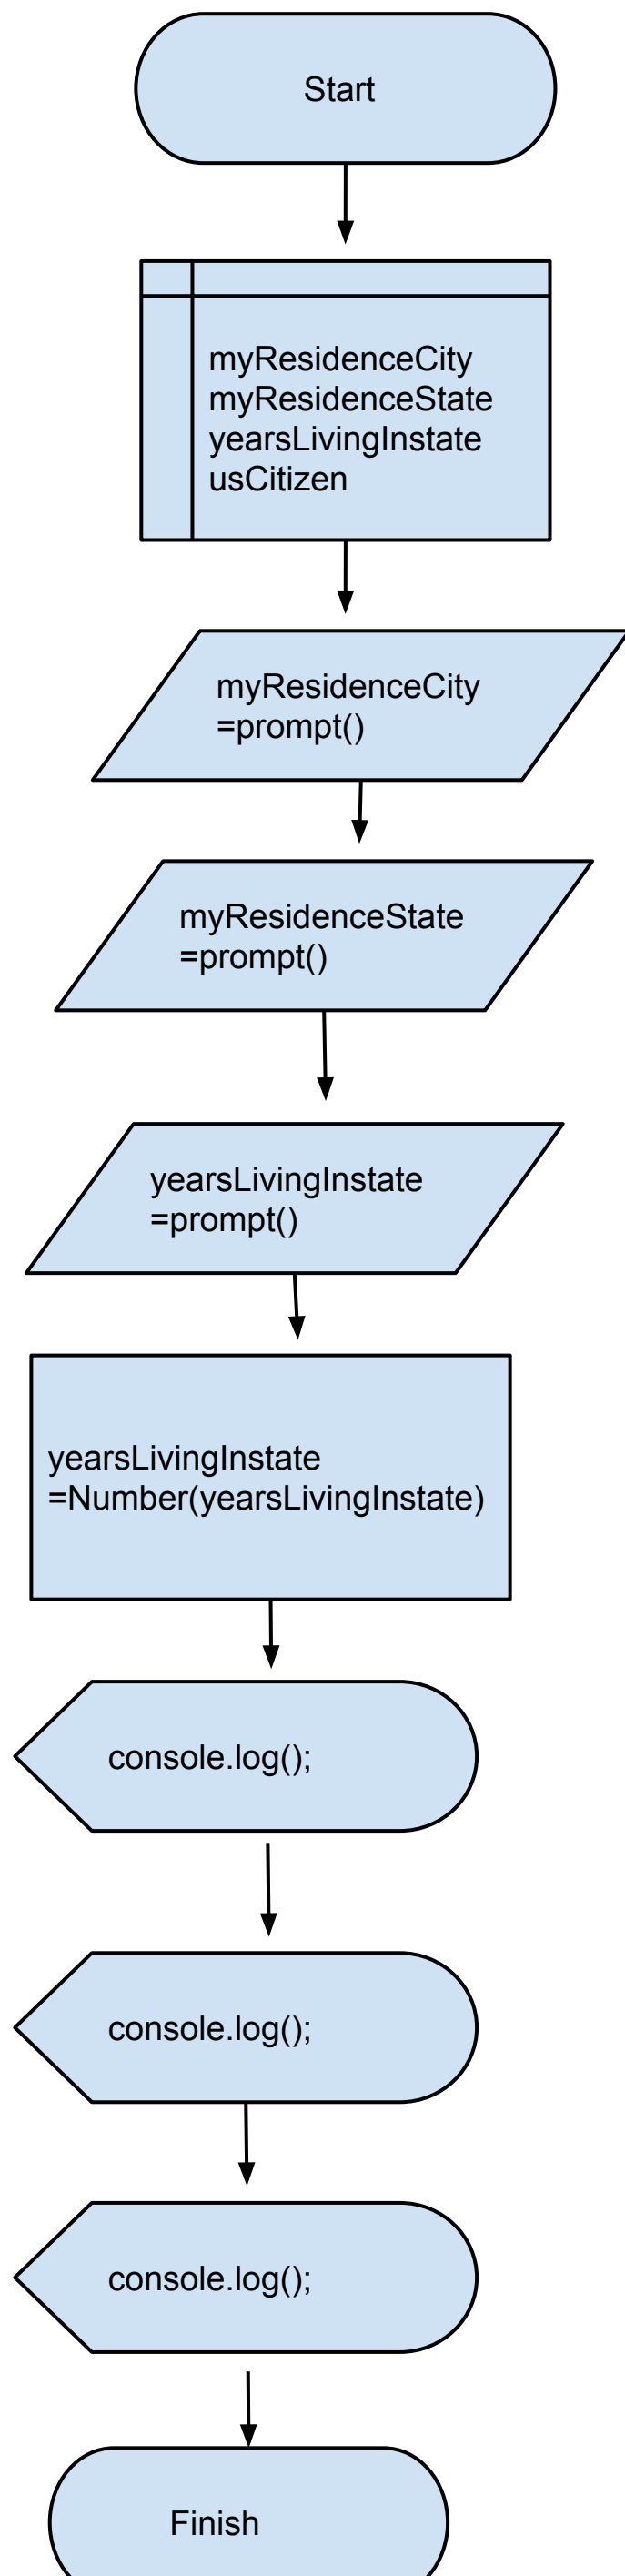 Start
myResidenceCity
myResidenceState
yearsLivingInstate
usCitizen
myResidenceCity
=prompt()
myResidenceState
=prompt()
yearsLivingInstate
=prompt()
yearsLivingInstate
=Number(yearsLivingInstate)
console.log();
console.log();
console.log();
Finish